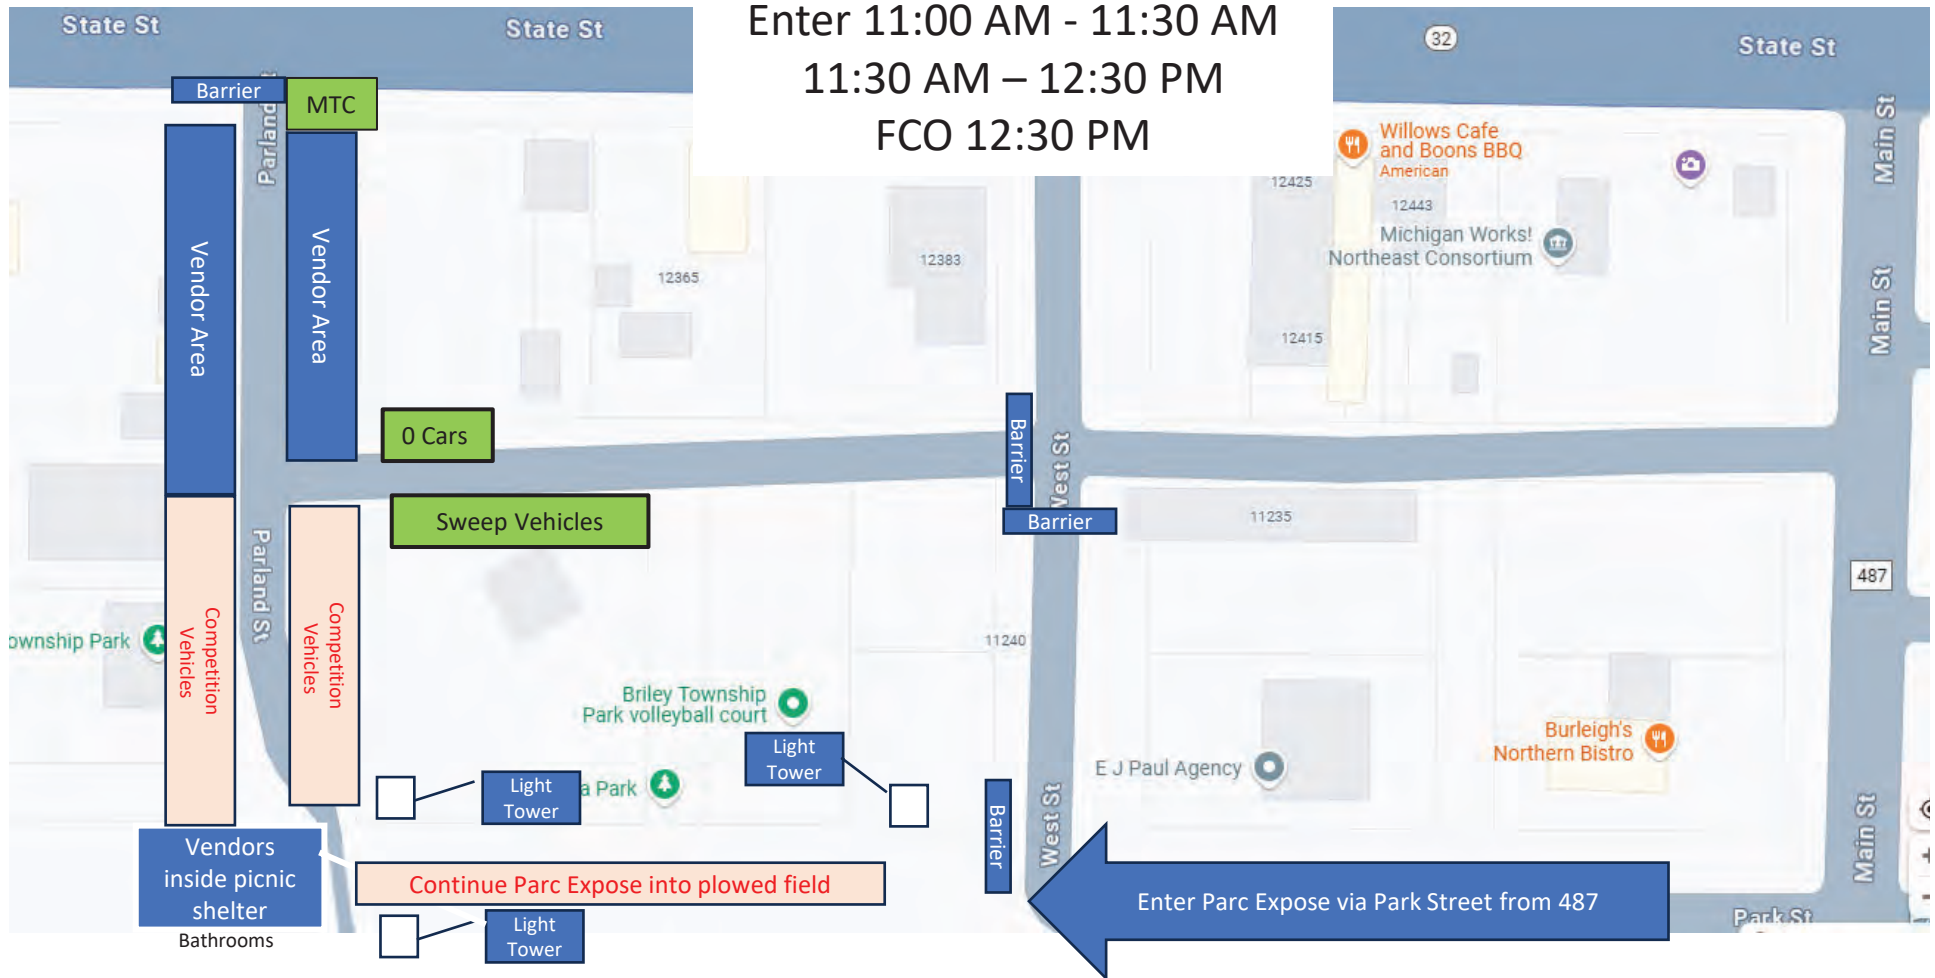 Enter 11:00 AM - 11:30 AM
11:30 AM – 12:30 PM
FCO 12:30 PM
State St
State St
32
State St
Barrier
MTC
Parland
Main St
Willows Cafe
and Boons BBQ
American
12425
12443
Michigan Works!
Northeast Consortium
Vendor Area
Vendor Area
12365
12383
12415
Main St
0 Cars
Barrier
West St
Sweep Vehicles
Barrier
11235
Parland St
487
Competition
Vehicles
Competition
Vehicles
ownship Park
11240
Briley Township
Park volleyball court
Light
Tower
Burleigh's
Northern Bistro
E J Paul Agency
Light
Tower
a Park
Barrier
West St
Main St
Vendors
inside picnic
shelter
Bathrooms
Continue Parc Expose into plowed field
Enter Parc Expose via Park Street from 487
Light
Tower
Park St